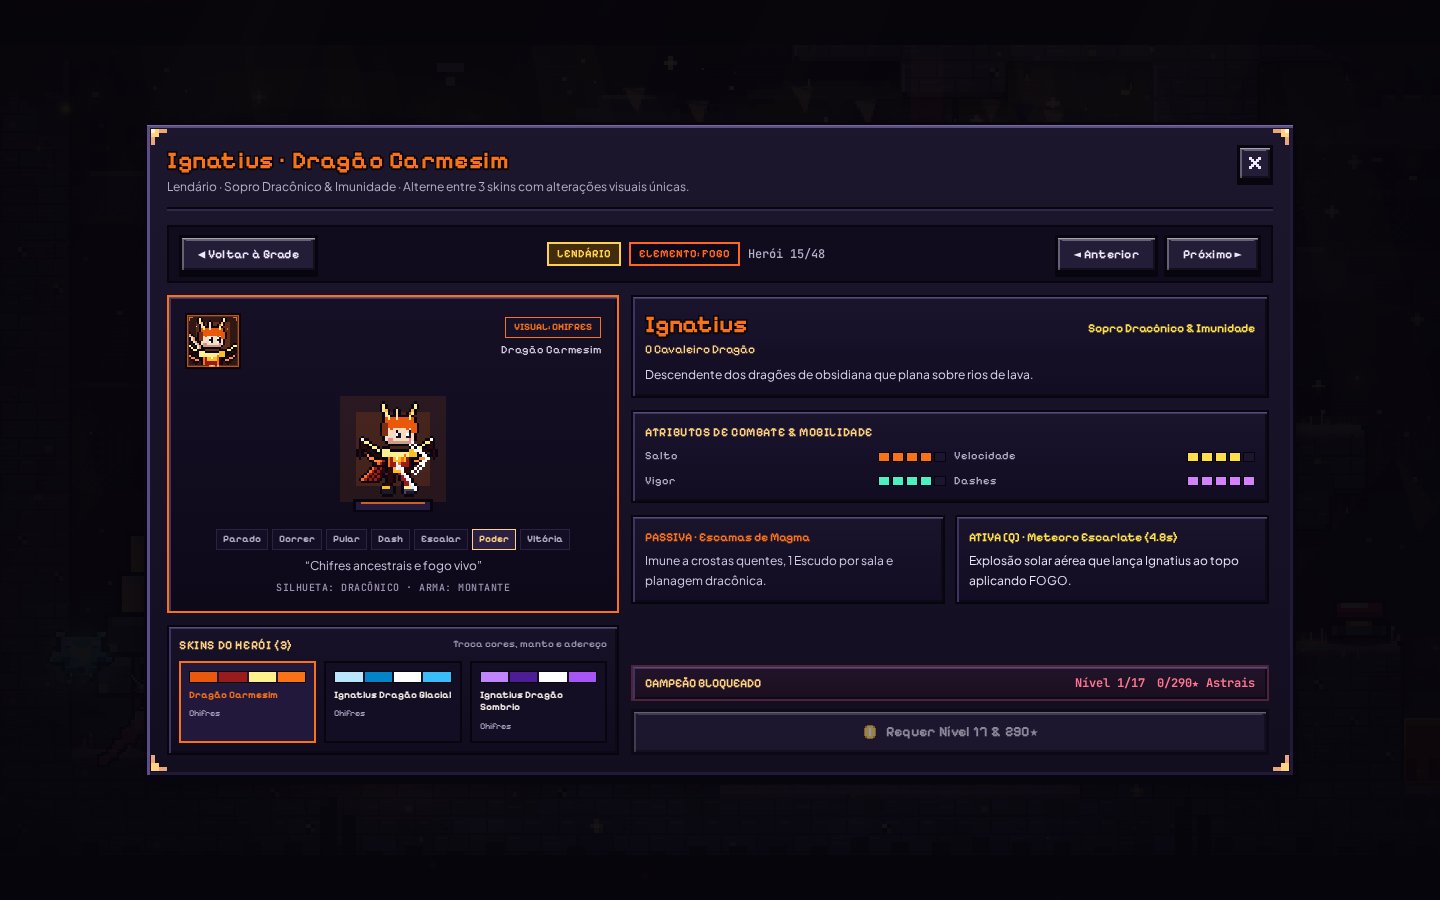 Ignatius · Dragão Carmesim
Lendário · Sopro Dracônico & Imunidade · Alterne entre 3 skins com alterações visuais únicas.
◄ Voltar à Grade
LENDÁRIO
ELEMENTO: FOGO
Herói 15/48
◄ Anterior
Próximo ►
VISUAL: CHIFRES
Dragão Carmesim
Parado
Correr
Pular
Dash
Escalar
Poder
Vitória
“Chifres ancestrais e fogo vivo”
SILHUETA: DRACÔNICO · ARMA: MONTANTE
SKINS DO HERÓI (3)
Troca cores, manto e adereço
Dragão Carmesim
Chifres
Ignatius Dragão Glacial
Chifres
Ignatius Dragão
Sombrio
Chifres
Ignatius
Sopro Dracônico & Imunidade
O Cavaleiro Dragão
Descendente dos dragões de obsidiana que plana sobre rios de lava.
ATRIBUTOS DE COMBATE & MOBILIDADE
Salto
Velocidade
Vigor
Dashes
PASSIVA · Escamas de Magma
Imune a crostas quentes, 1 Escudo por sala e
planagem dracônica.
ATIVA [Q] · Meteoro Escarlate (4.8s)
Explosão solar aérea que lança Ignatius ao topo
aplicando FOGO.
CAMPEÃO BLOQUEADO
Nível 1/17 0/290★ Astrais
Requer Nível 17 & 290★